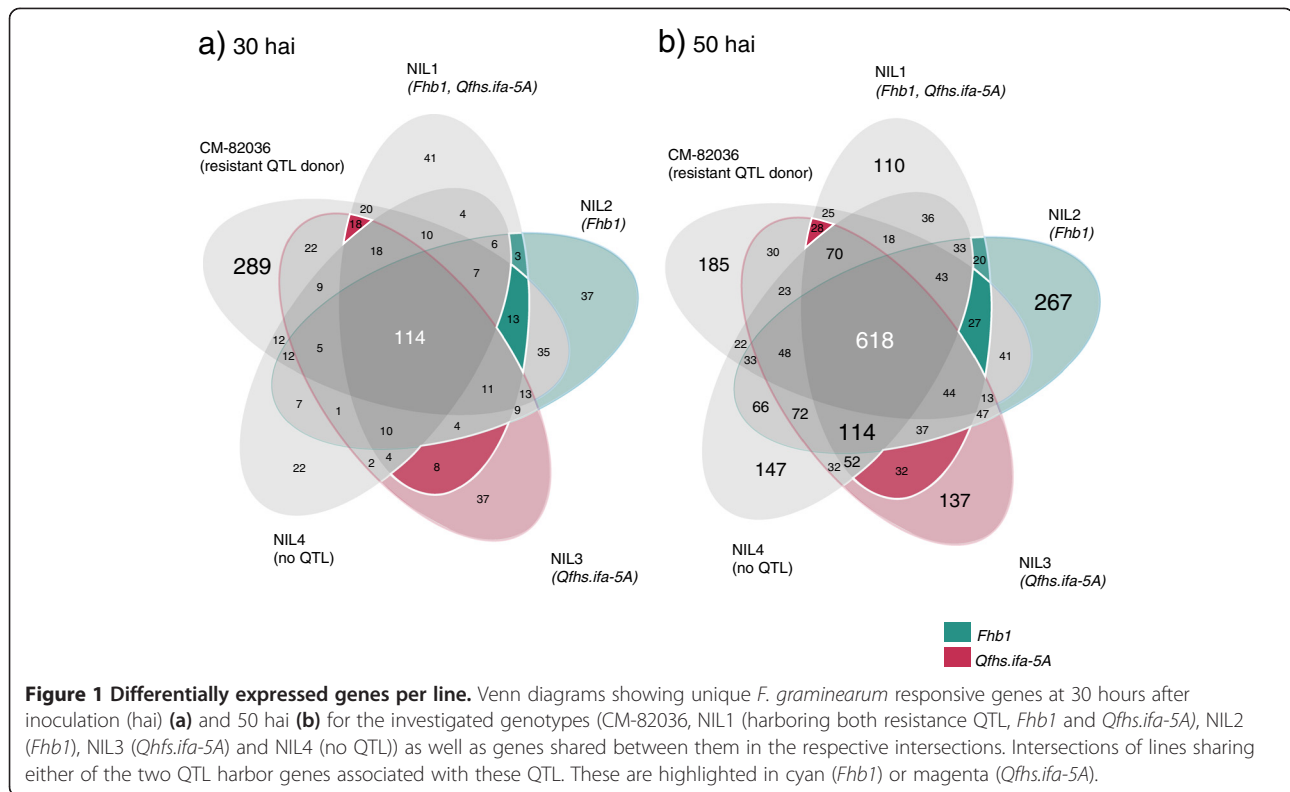 a) 30 hai
NIL1
(Fhb1, Qfhs.ifa-5A)
CM-82036
(resistant QTL donor)
NIL2
(Fhb1)
41
20
18
4
10
6
3
22
18
7
289
37
9
13
114
12
12
5
35
11
13
9
7
1
4
10
22
2
4
8
37
NIL4
(no QTL)
NIL3
(Qfhs.ifa-5A)
b) 50 hai
NIL1
(Fhb1, Qfhs.ifa-5A)
CM-82036
(resistant QTL donor)
NIL2
(Fhb1)
110
25
28
36
18
33
20
30
70
43
185
267
23
27
618
22
33
48
41
44
13
47
66
72
114
37
147
32
52
32
137
NIL4
(no QTL)
NIL3
(Qfhs.ifa-5A)
Fhb1
Qfhs.ifa-5A
Figure 1 Differentially expressed genes per line. Venn diagrams showing unique F. graminearum responsive genes at 30 hours after
inoculation (hai) (a) and 50 hai (b) for the investigated genotypes (CM-82036, NIL1 (harboring both resistance QTL, Fhb1 and Qfhs.ifa-5A), NIL2
(Fhb1), NIL3 (Qhfs.ifa-5A) and NIL4 (no QTL)) as well as genes shared between them in the respective intersections. Intersections of lines sharing
either of the two QTL harbor genes associated with these QTL. These are highlighted in cyan (Fhb1) or magenta (Qfhs.ifa-5A).